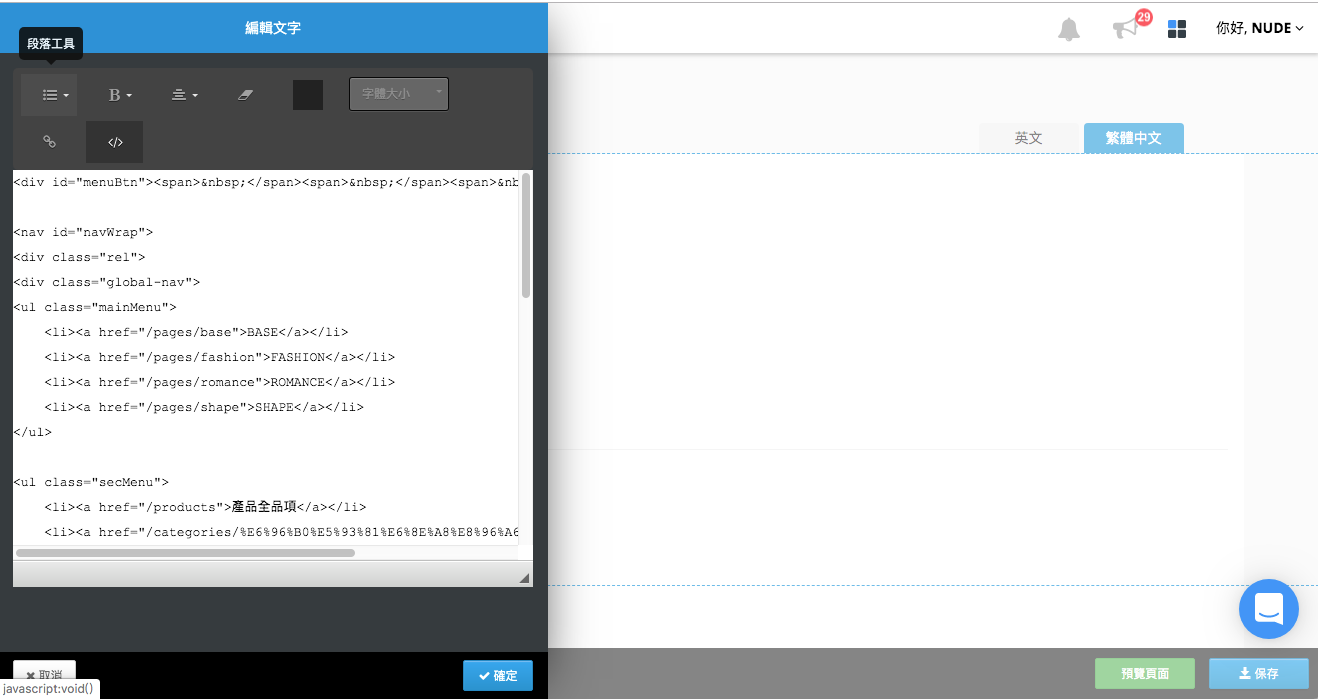 編輯文字
29
你好, NUDE
段落工具
B
字體大小
</>
英文
繁體中文
<div id="menuBtn"><span>&nbsp;</span><span>&nbsp;</span><span>&nb
<nav id="navWrap">
<div class="rel">
<div class="global-nav">
<ul class="mainMenu">
<li><a href="/pages/base">BASE</a></li>
<li><a href="/pages/fashion">FASHION</a></li>
<li><a href="/pages/romance">ROMANCE</a></li>
<li><a href="/pages/shape">SHAPE</a></li>
</ul>
<ul class="secMenu">
<li><a href="/products">產品全品項</a></li>
<li><a href="/categories/%E6%96%B0%E5%93%81%E6%8E%A8%E8%96%A6
取消
確定
預覽頁面
保存
javascript:void()